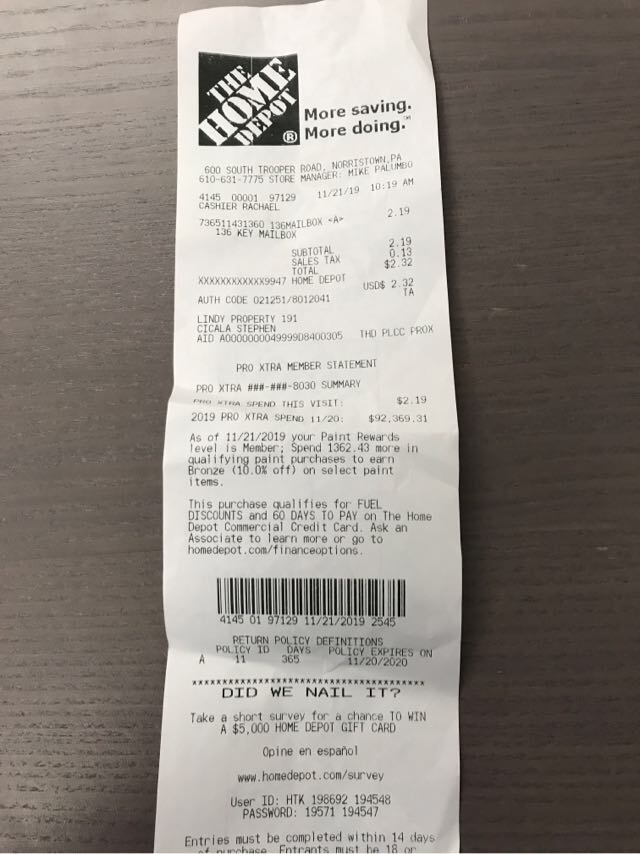 THE
HOME
DEPOT
®
More saving.
More doing.™
600 SOUTH TROOPER ROAD, NORRISTOWN,PA
610-631-7775 STORE MANAGER: MIKE PALUMBO
4145 00001 97129 11/21/19 10:19 AM
CASHIER RACHAEL
736511431360 136MAILBOX <A> 2.19
136 KEY MAILBOX
SUBTOTAL 2.19
SALES TAX 0.13
TOTAL $2.32
XXXXXXXXXXXX9947 HOME DEPOT
USD$ 2.32
AUTH CODE 021251/8012041 TA
LINDY PROPERTY 191
CICALA STEPHEN
AID A0000000049999D8400305 THD PLCC PROX
PRO XTRA MEMBER STATEMENT
PRO XTRA ###-###-8030 SUMMARY
PRO XTRA SPEND THIS VISIT: $2.19
2019 PRO XTRA SPEND 11/20: $92,369.31
As of 11/21/2019 your Paint Rewards
level is Member; Spend 1362.43 more in
qualifying paint purchases to earn
Bronze (10.0% off) on select paint
items.
This purchase qualifies for FUEL
DISCOUNTS and 60 DAYS TO PAY on The Home
Depot Commercial Credit Card. Ask an
Associate to learn more or go to
homedepot.com/financeoptions.
4145 01 97129 11/21/2019 2545
RETURN POLICY DEFINITIONS
POLICY ID DAYS POLICY EXPIRES ON
A 11 365 11/20/2020
****************************************
DID WE NAIL IT?
Take a short survey for a chance TO WIN
A $5,000 HOME DEPOT GIFT CARD
Opine en español
www.homedepot.com/survey
User ID: HTK 198692 194548
PASSWORD: 19571 194547
Entries must be completed within 14 days
of purchase. Entrants must be 18 or